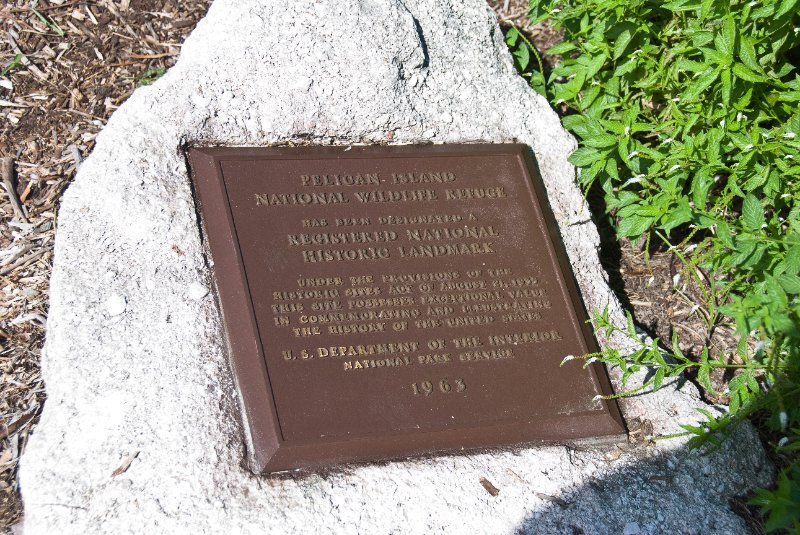 PELICAN ISLAND
NATIONAL WILDLIFE REFUGE
HAS BEEN DESIGNATED A
REGISTERED NATIONAL
HISTORIC LANDMARK
UNDER THE PROVISIONS OF THE
HISTORIC SITES ACT OF AUGUST 21, 1935
THIS SITE POSSESSES EXCEPTIONAL VALUE
IN COMMEMORATING AND ILLUSTRATING
THE HISTORY OF THE UNITED STATES
U. S. DEPARTMENT OF THE INTERIOR
NATIONAL PARK SERVICE
1963